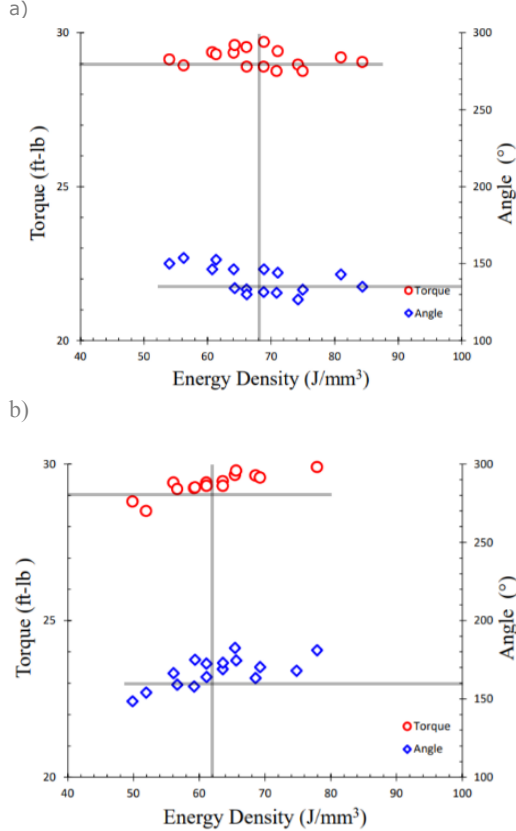 a)
30
300
250
25
200
150
20
100
40
50
60
70
80
90
100
Torque (ft-lb)
Angle (°)
Torque
Angle
Energy Density (J/mm³)
b)
30
300
250
25
200
150
20
100
40
50
60
70
80
90
100
Torque (ft-lb)
Angle (°)
Torque
Angle
Energy Density (J/mm³)